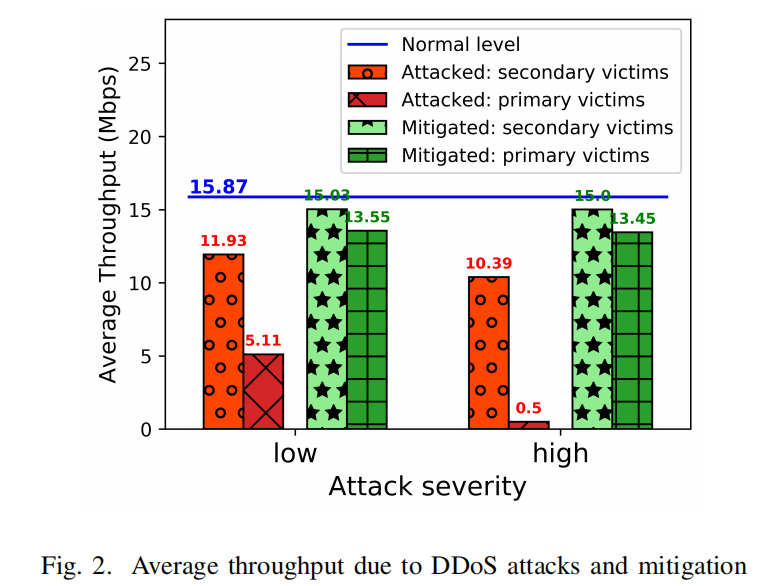 Normal level
Attacked: secondary victims
Attacked: primary victims
Mitigated: secondary victims
Mitigated: primary victims
Average Throughput (Mbps)
25
20
15
10
5
0
15.87
11.93
5.11
15.03
13.55
10.39
0.5
15.0
13.45
low
high
Attack severity
Fig. 2. Average throughput due to DDoS attacks and mitigation